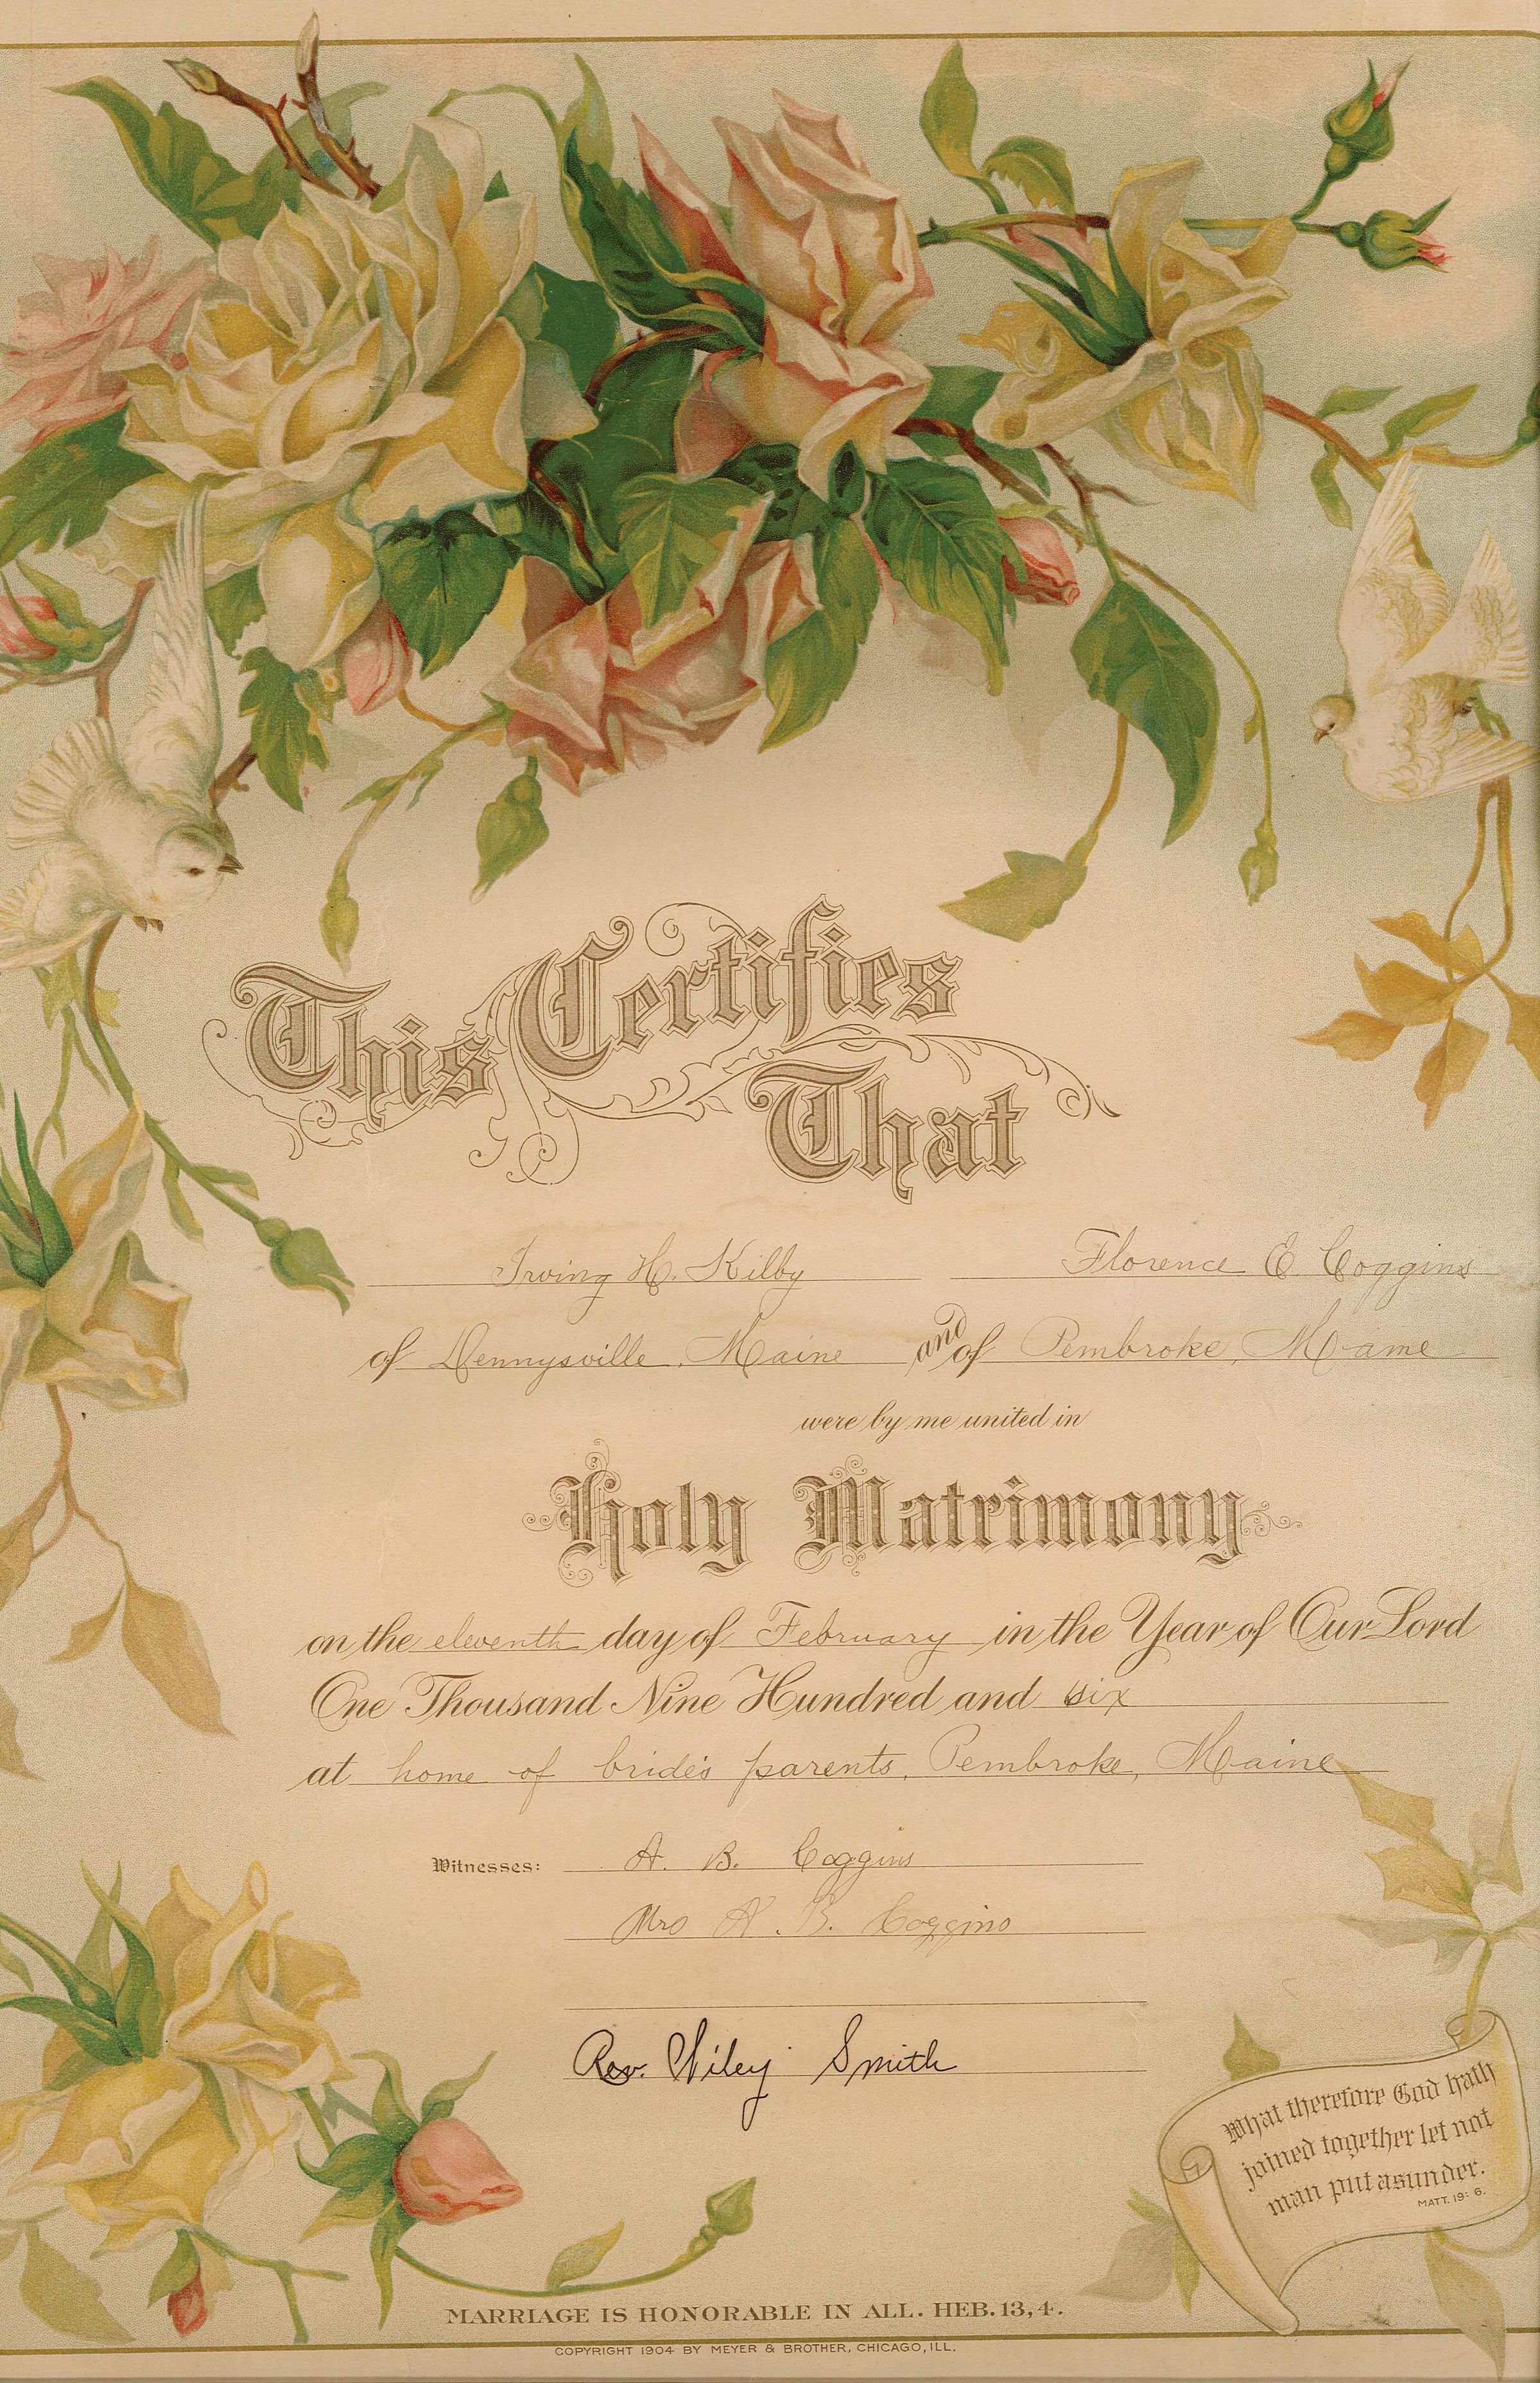 This Certifies
That
Irving H. Kilby Florence E. Coggins
of Dennysville, Maine and of Pembroke, Maine
were by me united in
Holy Matrimony
on the eleventh day of February in the Year of Our Lord
One Thousand Nine Hundred and six
at home of bride's parents, Pembroke, Maine
Witnesses: A. B. Coggins
Mrs A. B. Coggins
Rev. Wiley Smith
What therefore God hath
joined together let not
man put asunder.
MATT. 19: 6.
MARRIAGE IS HONORABLE IN ALL. HEB. 13, 4.
COPYRIGHT 1904 BY MEYER & BROTHER, CHICAGO, ILL.